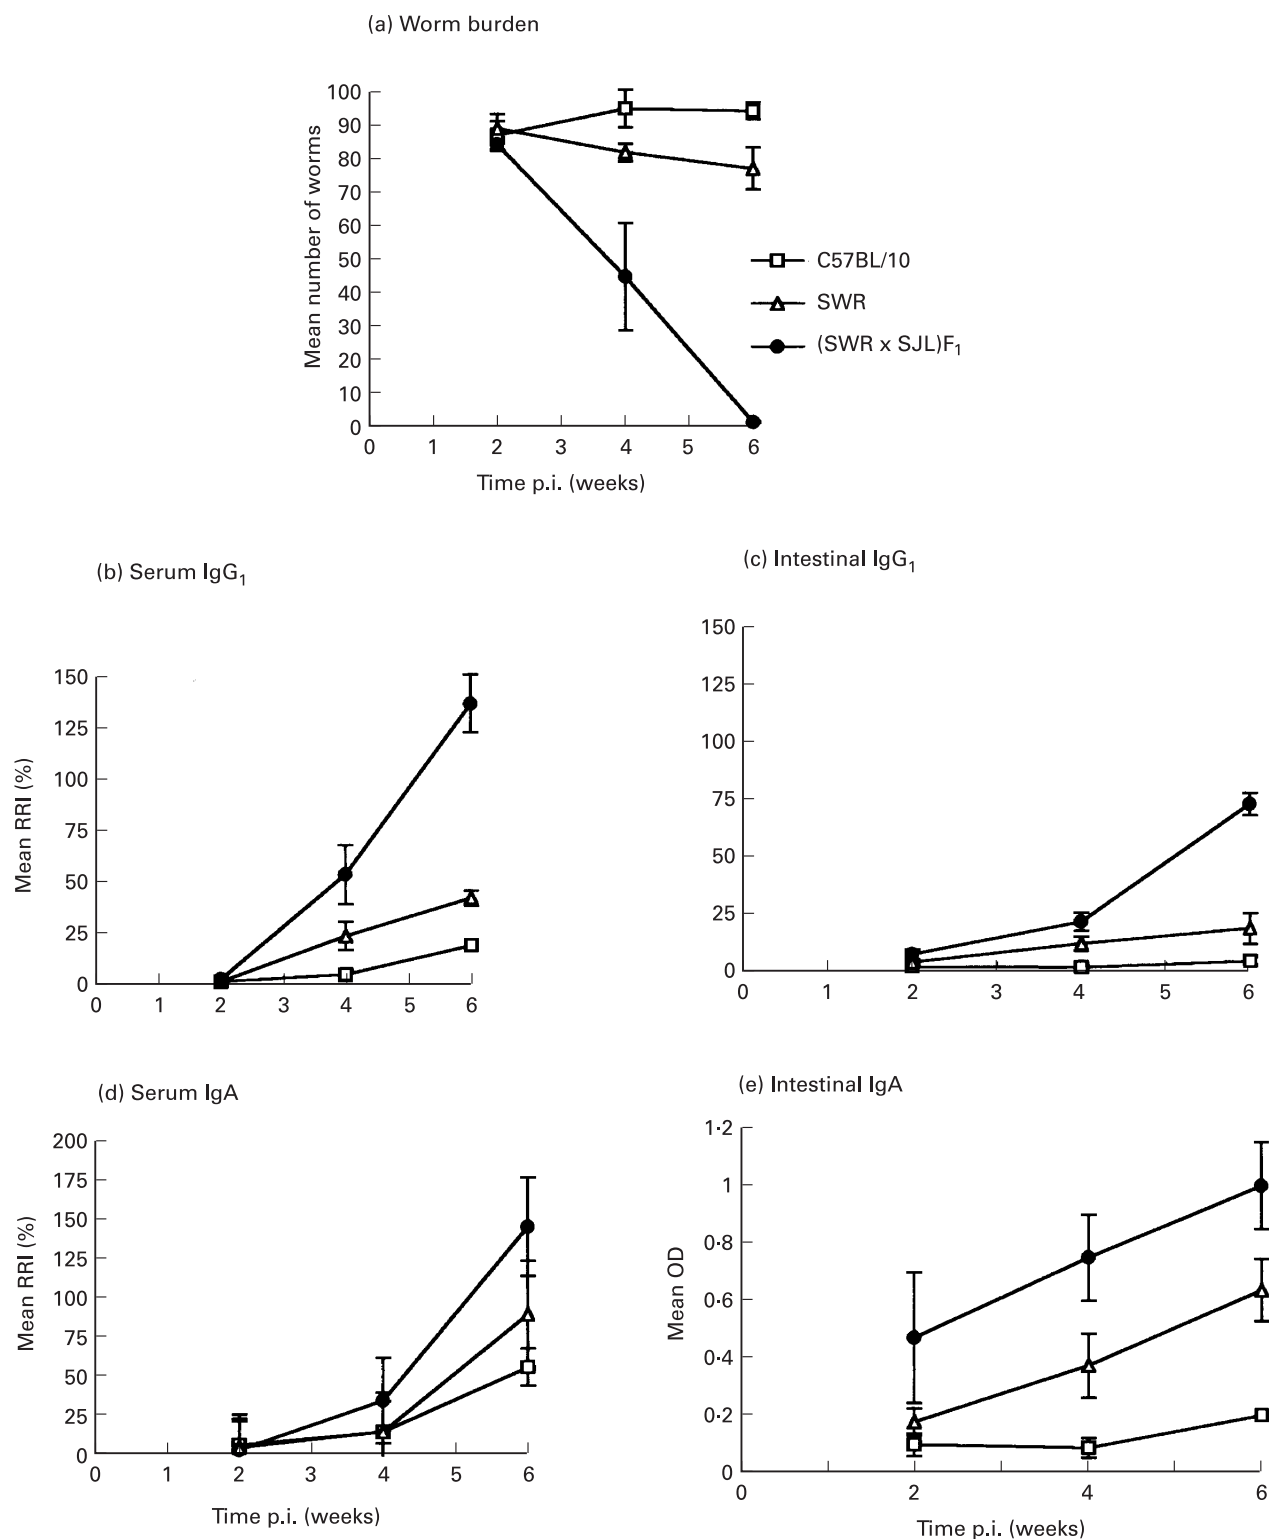 (a) Worm burden
100
90
80
70
60
50
40
30
20
10
0
Mean number of worms
0 1 2 3 4 5 6
Time p.i. (weeks)
C57BL/10
SWR
(SWR x SJL)F₁
(b) Serum IgG₁
150
125
100
75
50
25
0
Mean RRI (%)
0 1 2 3 4 5 6
(c) Intestinal IgG₁
150
125
100
75
50
25
0
0 1 2 3 4 5 6
(d) Serum IgA
200
175
150
125
100
75
50
25
0
Mean RRI (%)
0 1 2 3 4 5 6
Time p.i. (weeks)
(e) Intestinal IgA
1·2
1
0·8
0·6
0·4
0·2
0
Mean OD
0 1 2 3 4 5 6
Time p.i. (weeks)